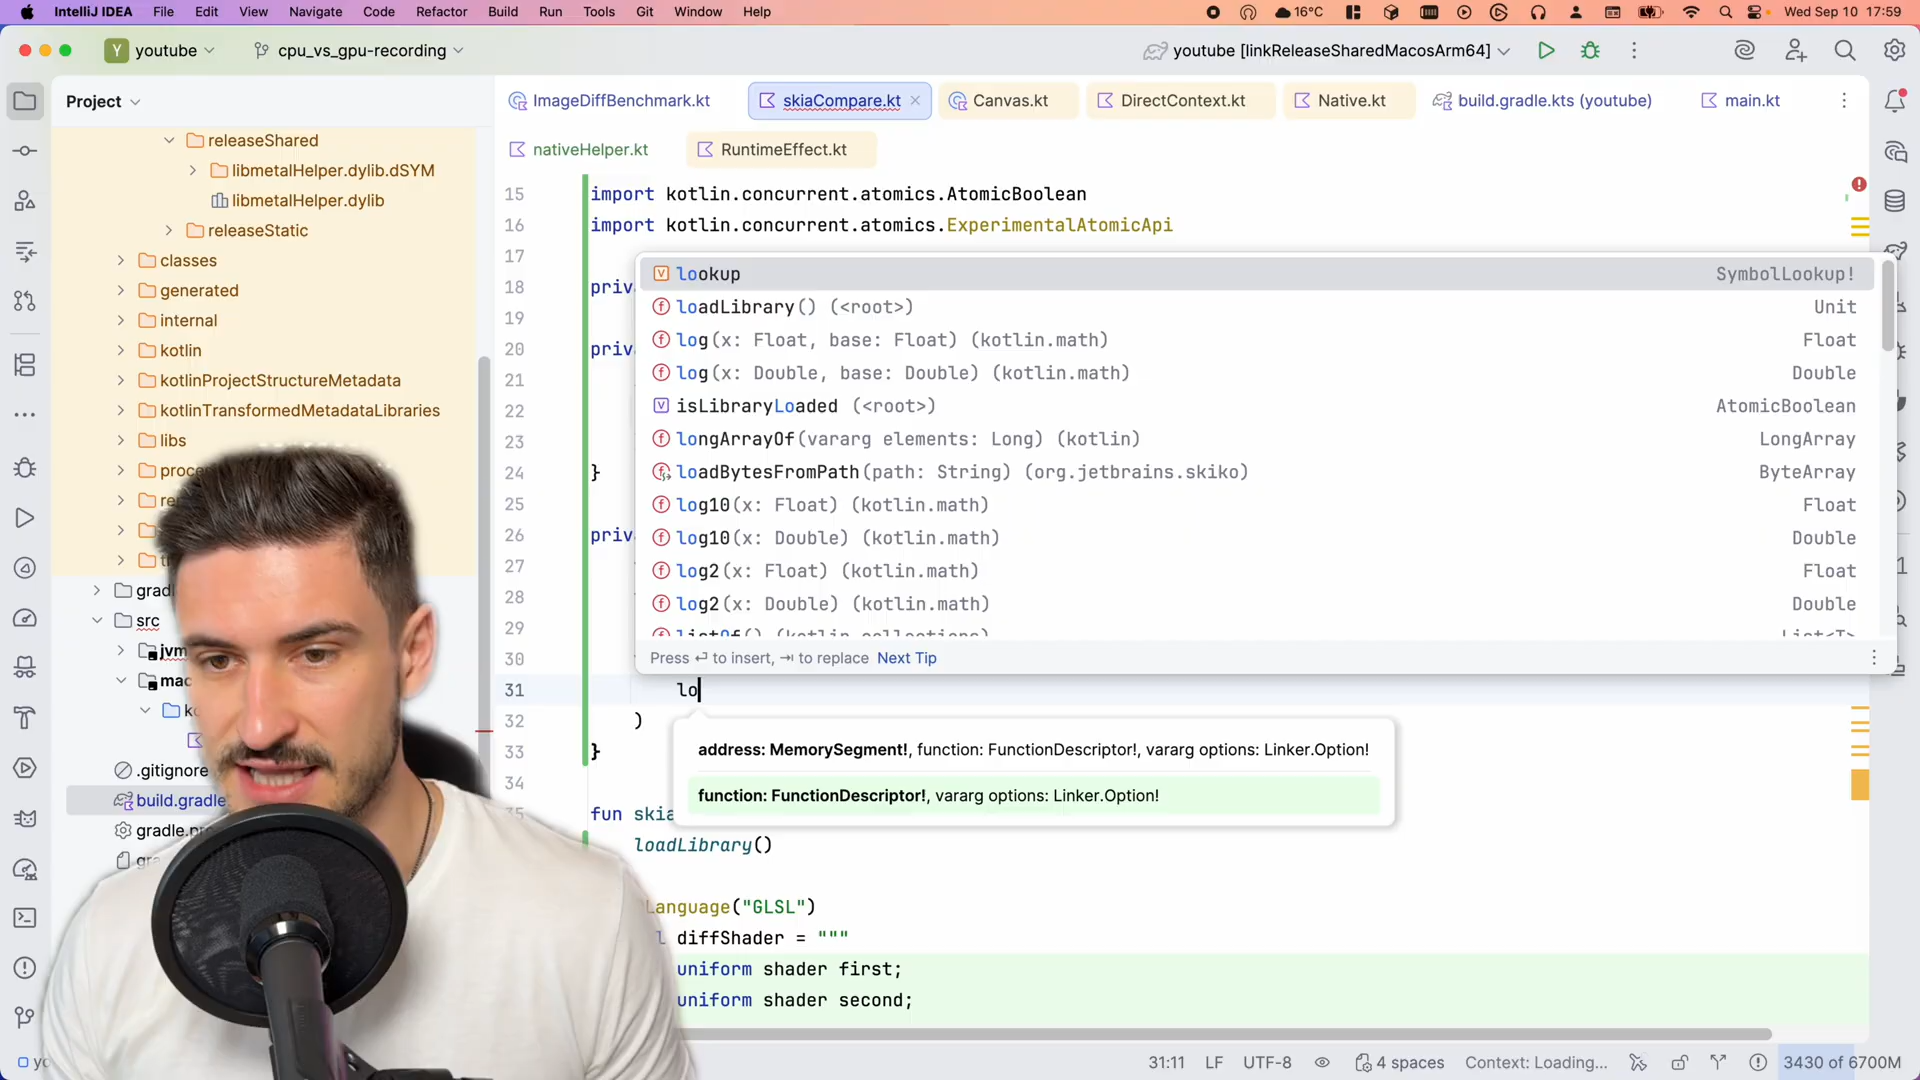 IntelliJ IDEA File Edit View Navigate Code Refactor Build Run Tools Git Window Help 16°C Wed Sep 10 17:59
Y youtube cpu_vs_gpu-recording youtube [linkReleaseSharedMacosArm64]
Project
ImageDiffBenchmark.kt skiaCompare.kt Canvas.kt DirectContext.kt Native.kt build.gradle.kts (youtube) main.kt
nativeHelper.kt RuntimeEffect.kt
releaseShared
libmetalHelper.dylib.dSYM
libmetalHelper.dylib
releaseStatic
classes
generated
internal
kotlin
kotlinProjectStructureMetadata
kotlinTransformedMetadataLibraries
libs
src
.gitignore
15 import kotlin.concurrent.atomics.AtomicBoolean
16 import kotlin.concurrent.atomics.ExperimentalAtomicApi
17
18 priv
19
20 priv
21
22
23
24 }
25
26 priv
27
28
29
30
31 lo
32 )
33 }
34
fun skia
loadLibrary()
Language("GLSL")
l diffShader = """
uniform shader first;
uniform shader second;
lookup SymbolLookup!
loadLibrary() (<root>) Unit
log(x: Float, base: Float) (kotlin.math) Float
log(x: Double, base: Double) (kotlin.math) Double
isLibraryLoaded (<root>) AtomicBoolean
longArrayOf(vararg elements: Long) (kotlin) LongArray
loadBytesFromPath(path: String) (org.jetbrains.skiko) ByteArray
log10(x: Float) (kotlin.math) Float
log10(x: Double) (kotlin.math) Double
log2(x: Float) (kotlin.math) Float
log2(x: Double) (kotlin.math) Double
listOf() (kotlin.collections) List<T>
Press ↵ to insert, ⇥ to replace Next Tip
address: MemorySegment!, function: FunctionDescriptor!, vararg options: Linker.Option!
function: FunctionDescriptor!, vararg options: Linker.Option!
31:11 LF UTF-8 4 spaces Context: Loading... 3430 of 6700M